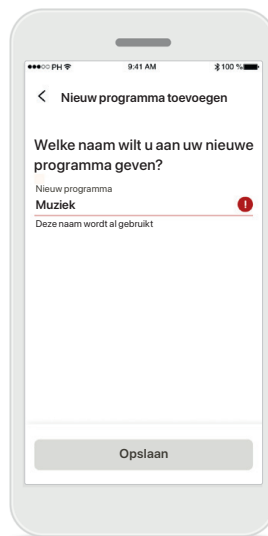 ●●●○○ PH 9:41 AM 100 %
Nieuw programma toevoegen
Welke naam wilt u aan uw nieuwe
programma geven?
Nieuw programma
Muziek !
Deze naam wordt al gebruikt
Opslaan